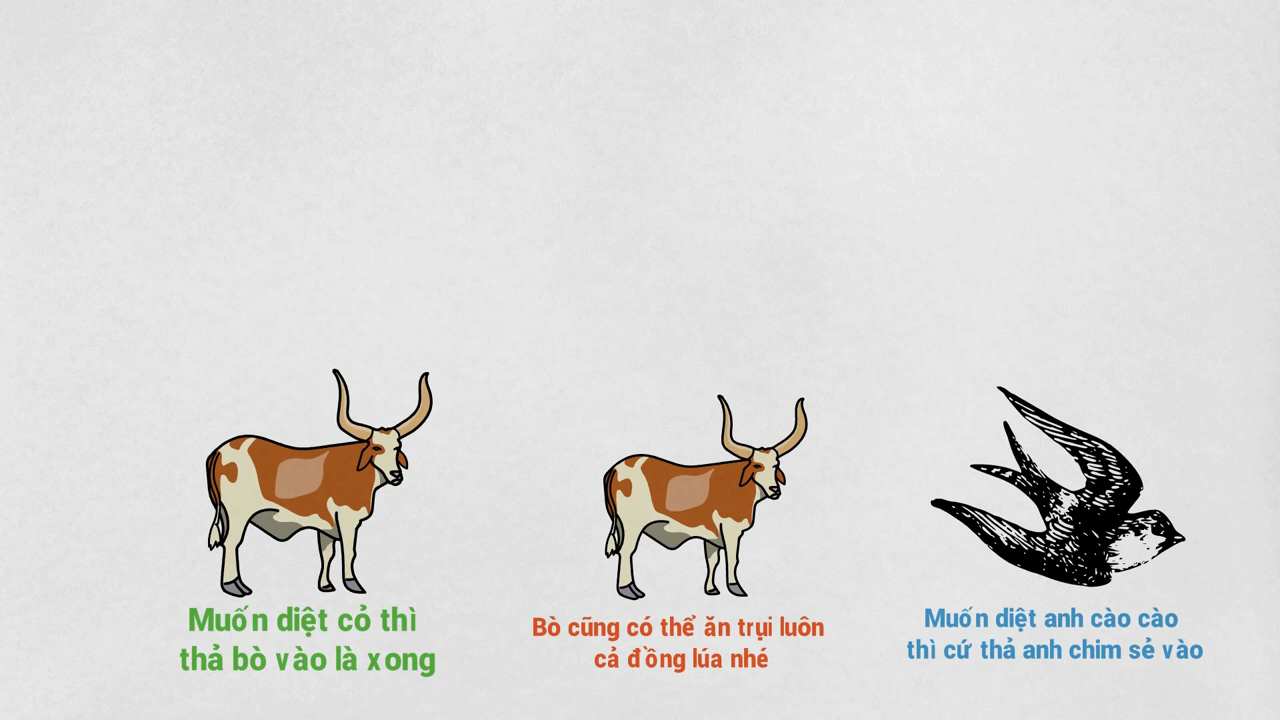 Muốn diệt cỏ thì
thả bò vào là xong
Bò cũng có thể ăn trụi luôn
cả đồng lúa nhé
Muốn diệt anh cào cào
thì cứ thả anh chim sẻ vào